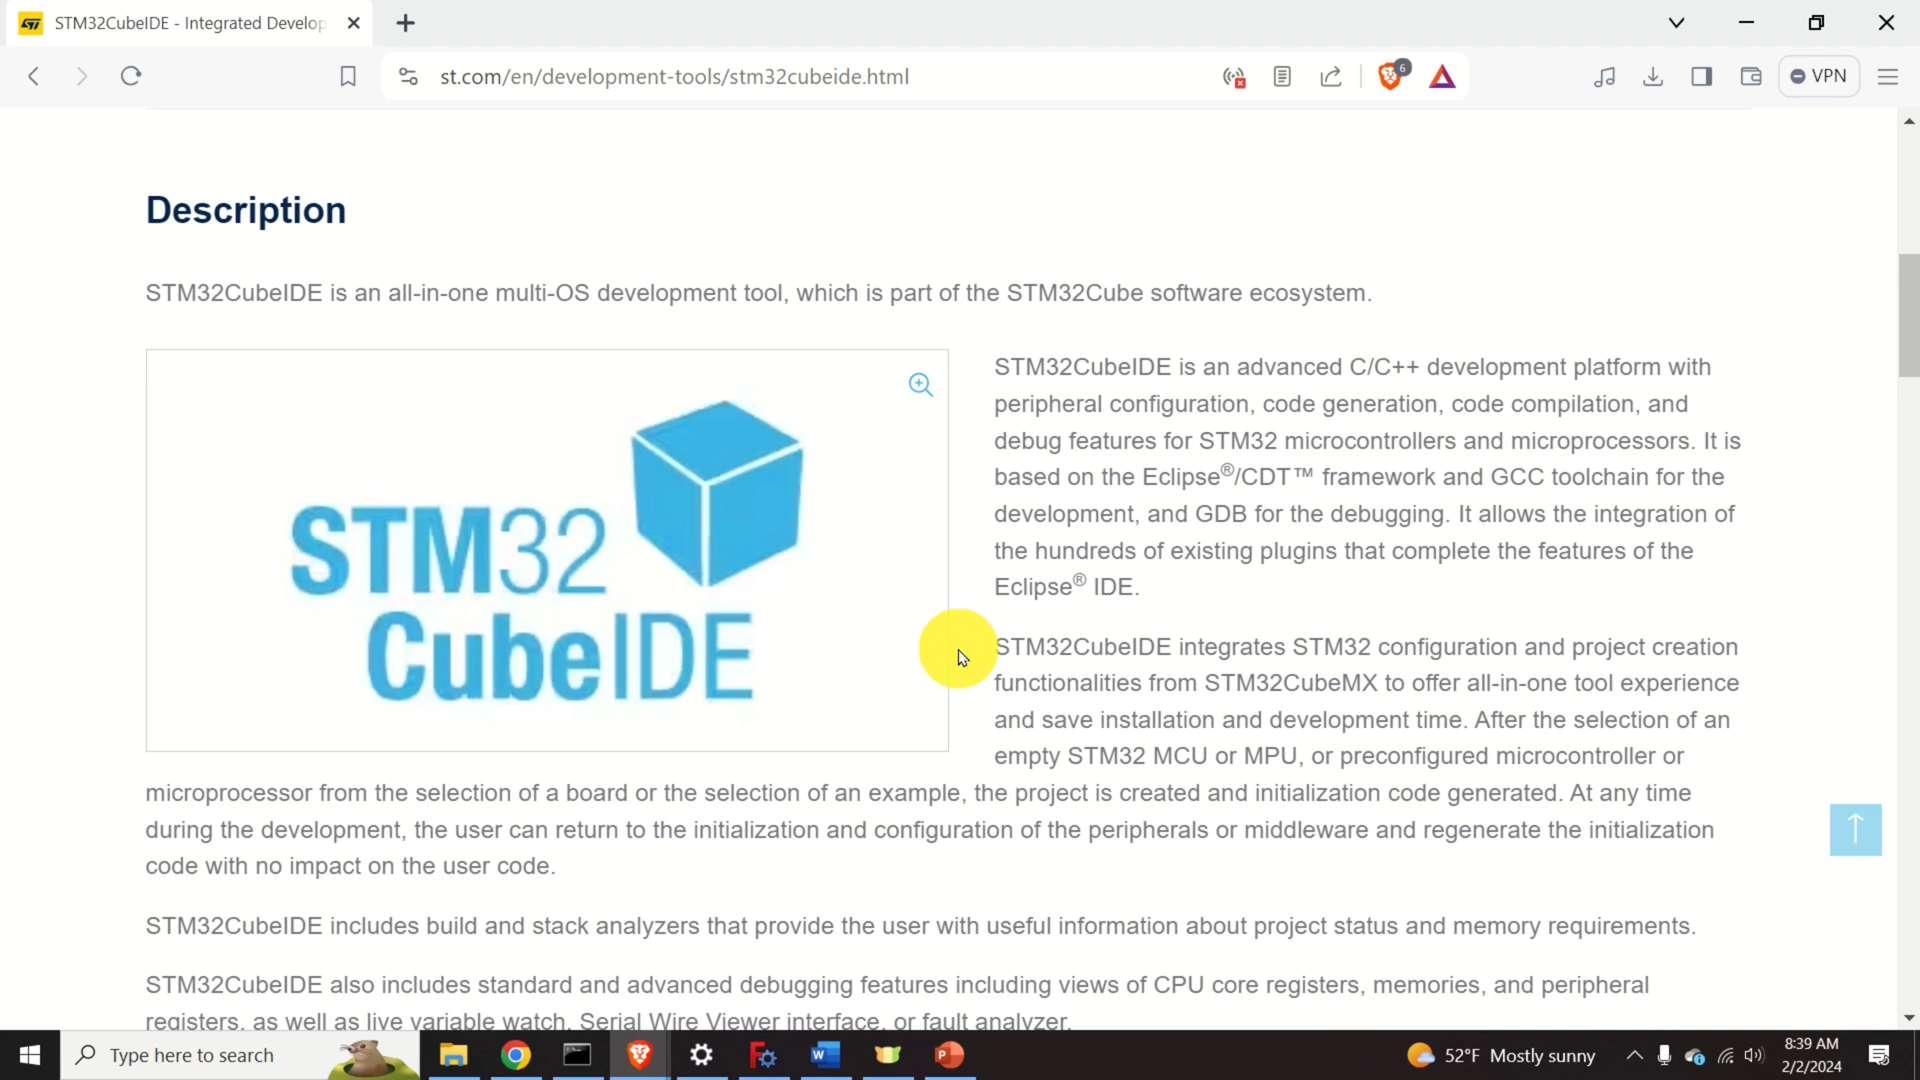 STM32CubeIDE - Integrated Develop
st.com/en/development-tools/stm32cubeide.html
6
VPN
Description
STM32CubeIDE is an all-in-one multi-OS development tool, which is part of the STM32Cube software ecosystem.
STM32
CubeIDE
STM32CubeIDE is an advanced C/C++ development platform with
peripheral configuration, code generation, code compilation, and
debug features for STM32 microcontrollers and microprocessors. It is
based on the Eclipse®/CDT™ framework and GCC toolchain for the
development, and GDB for the debugging. It allows the integration of
the hundreds of existing plugins that complete the features of the
Eclipse® IDE.
STM32CubeIDE integrates STM32 configuration and project creation
functionalities from STM32CubeMX to offer all-in-one tool experience
and save installation and development time. After the selection of an
empty STM32 MCU or MPU, or preconfigured microcontroller or
microprocessor from the selection of a board or the selection of an example, the project is created and initialization code generated. At any time
during the development, the user can return to the initialization and configuration of the peripherals or middleware and regenerate the initialization
code with no impact on the user code.
STM32CubeIDE includes build and stack analyzers that provide the user with useful information about project status and memory requirements.
STM32CubeIDE also includes standard and advanced debugging features including views of CPU core registers, memories, and peripheral
registers, as well as live variable watch, Serial Wire Viewer interface, or fault analyzer.
Type here to search
52°F Mostly sunny
8:39 AM
2/2/2024